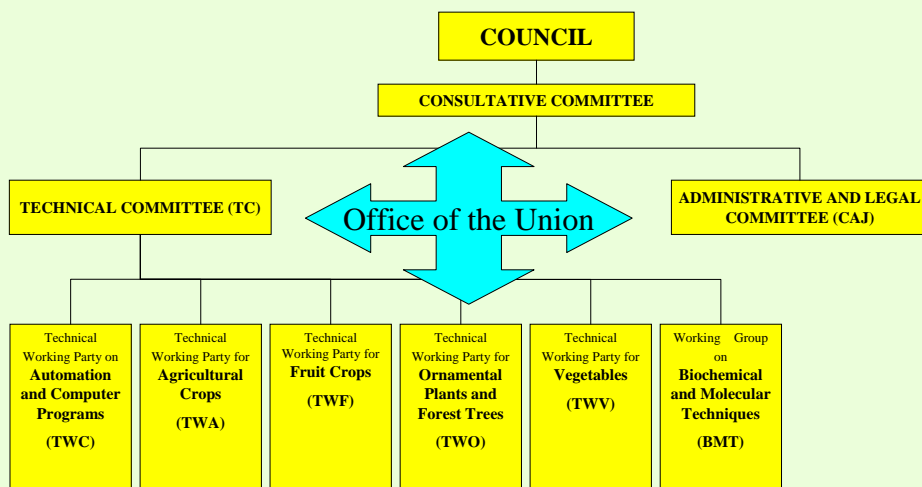 COUNCIL
CONSULTATIVE COMMITTEE
TECHNICAL COMMITTEE (TC)
Office of the Union
ADMINISTRATIVE AND LEGAL
COMMITTEE (CAJ)
Technical
Working Party on
Automation
and Computer
Programs
(TWC)
Technical
Working Party for
Agricultural
Crops
(TWA)
Technical
Working Party for
Fruit Crops
(TWF)
Technical
Working Party for
Ornamental
Plants and
Forest Trees
(TWO)
Technical
Working Party for
Vegetables
(TWV)
Working Group
on
Biochemical
and Molecular
Techniques
(BMT)